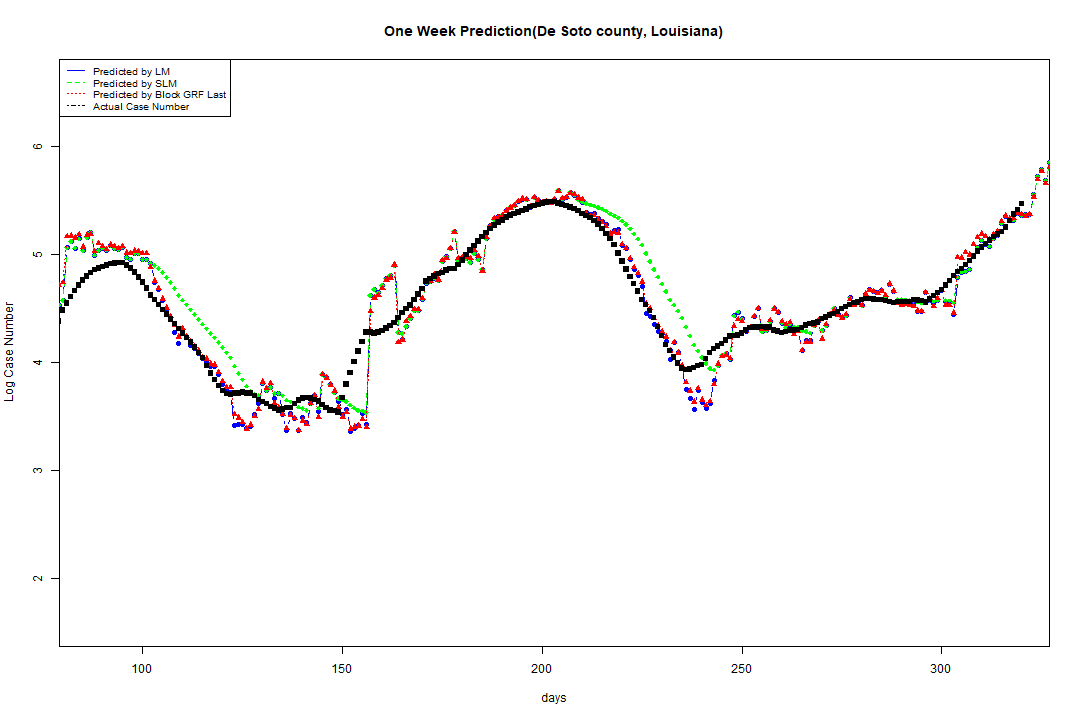 One Week Prediction(De Soto county, Louisiana)
Predicted by LM
Predicted by SLM
Predicted by Block GRF Last
Actual Case Number
6
5
4
3
2
Log Case Number
100 150 200 250 300
days